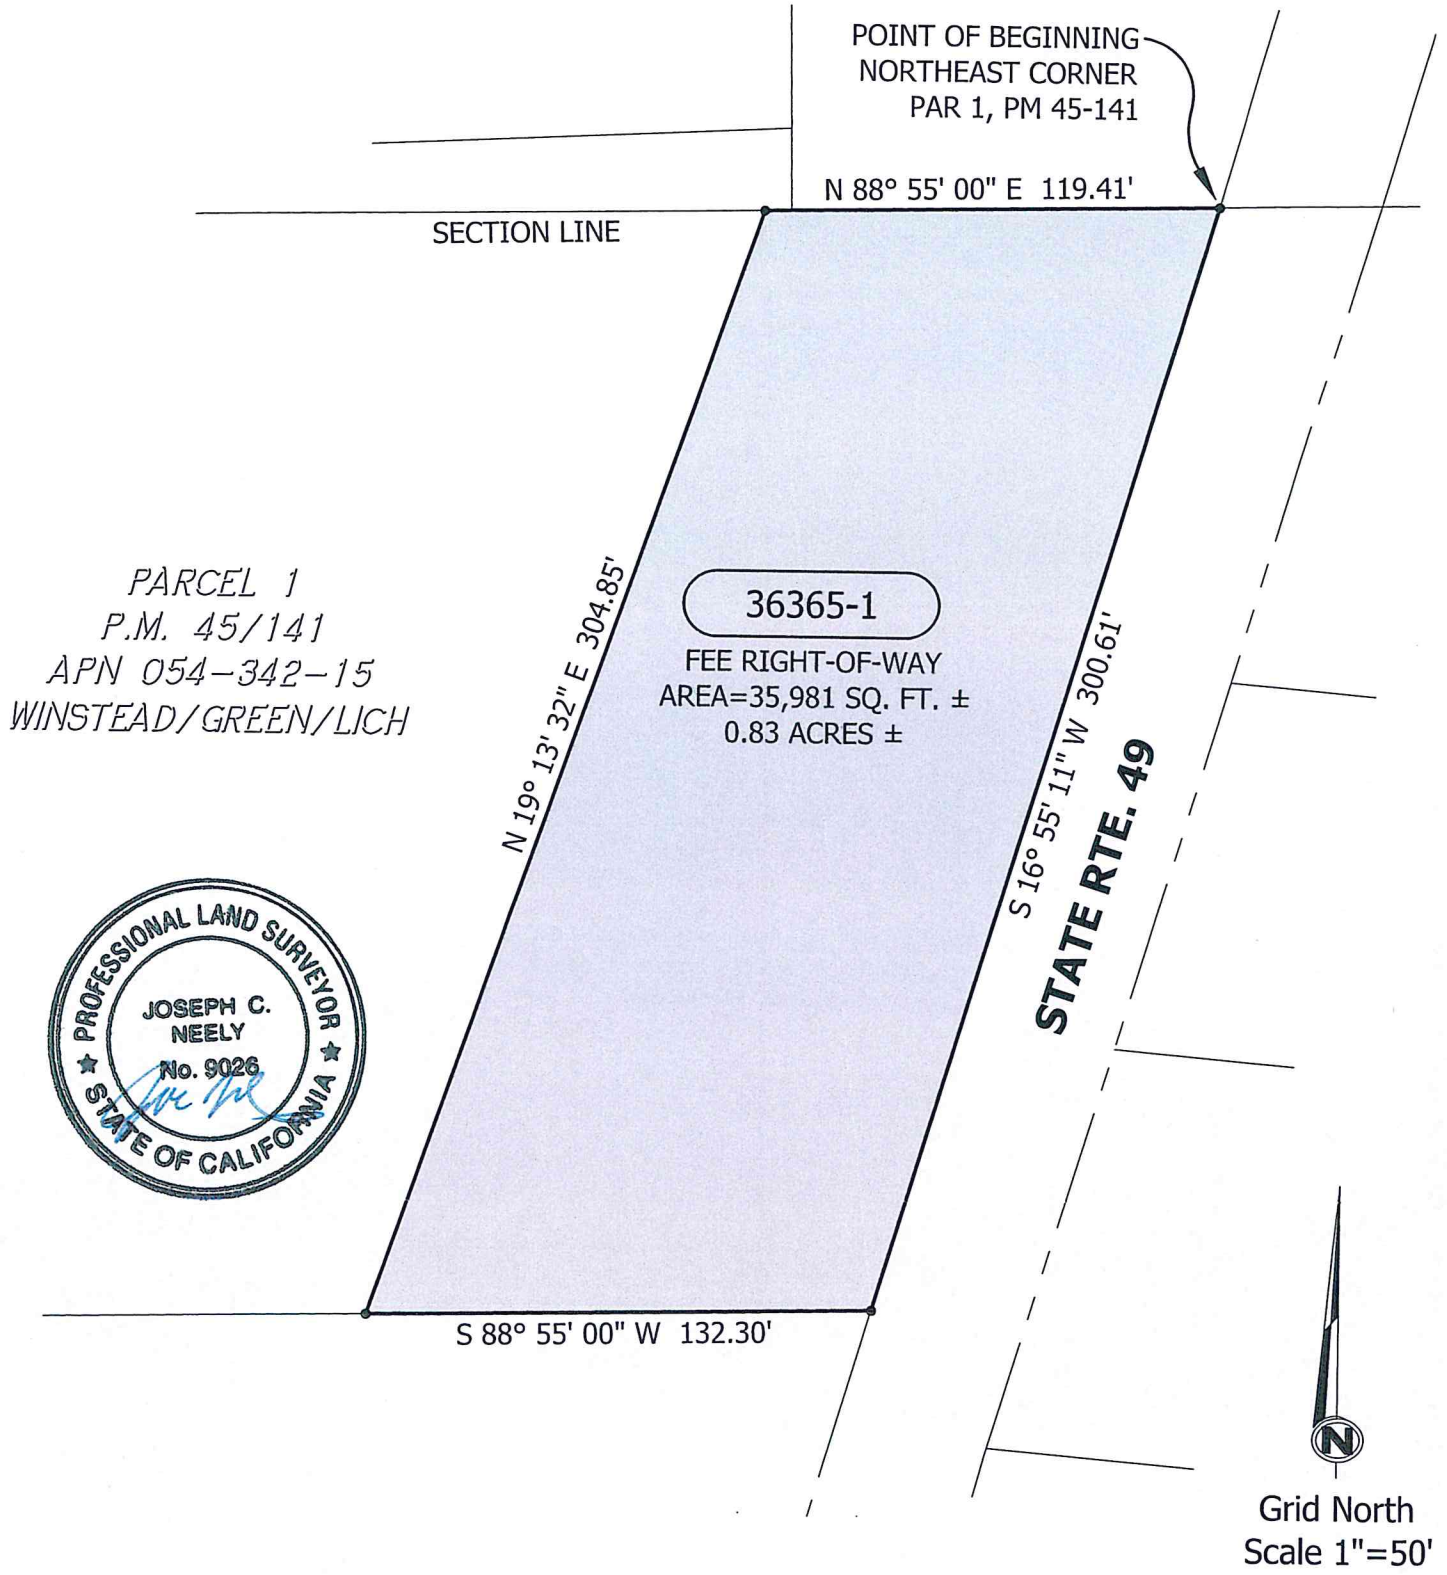 POINT OF BEGINNING
NORTHEAST CORNER
PAR 1, PM 45-141
N 88° 55' 00" E 119.41'
SECTION LINE
PARCEL 1
P.M. 45/141
APN 054-342-15
WINSTEAD/GREEN/LICH
N 19° 13' 32" E 304.85'
36365-1
FEE RIGHT-OF-WAY
AREA=35,981 SQ. FT. ±
0.83 ACRES ±
S 16° 55' 11" W 300.61'
STATE RTE. 49
PROFESSIONAL LAND SURVEYOR
JOSEPH C.
NEELY
No. 9026
STATE OF CALIFORNIA
S 88° 55' 00" W 132.30'
N
Grid North
Scale 1"=50'